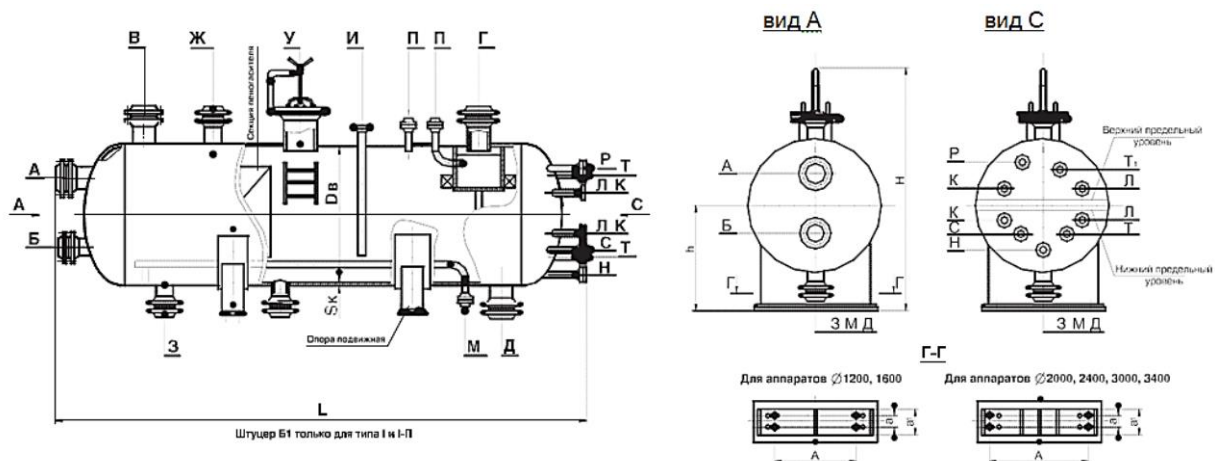 В Ж У И П П Г
Секция пеногасителя
А
Р Т
Л К
А
С
Dв
Б
Л К
С
Т
Н
Sк
З
Опора подвижная
М
Д
L
Штуцер Б1 только для типа I и I-П
вид А
А
Б
H
h
Г Г
З М Д
вид С
Верхний предельный
уровень
Р
Т₁
К
Л
К
Л
С
Т
Н
Нижний предельный
уровень
З М Д
Г-Г
Для аппаратов ∅1200, 1600
А
Для аппаратов ∅2000, 2400, 3000, 3400
А